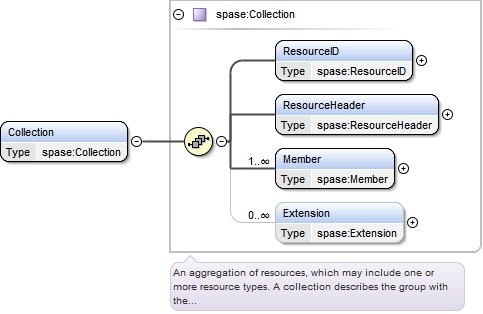 spase:Collection
ResourceID
Type spase:ResourceID
ResourceHeader
Type spase:ResourceHeader
Collection
Type spase:Collection
1..∞
Member
Type spase:Member
0..∞
Extension
Type spase:Extension
An aggregation of resources, which may include one or
more resource types. A collection describes the group with
the...